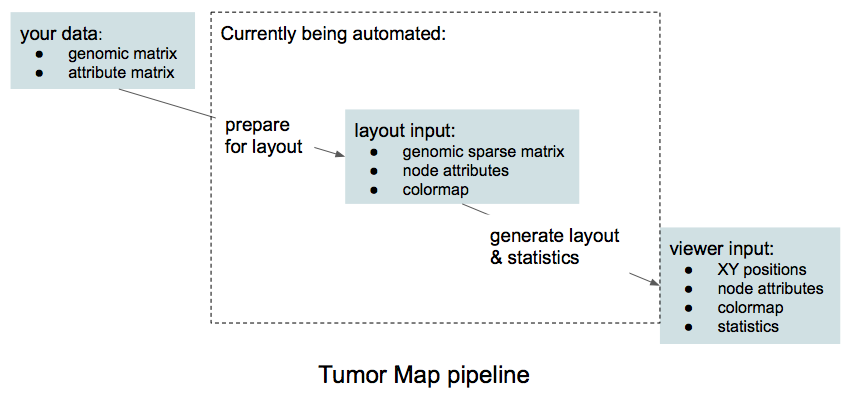 your data:
● genomic matrix
● attribute matrix
Currently being automated:
prepare
for layout
layout input:
● genomic sparse matrix
● node attributes
● colormap
generate layout
& statistics
viewer input:
● XY positions
● node attributes
● colormap
● statistics
Tumor Map pipeline